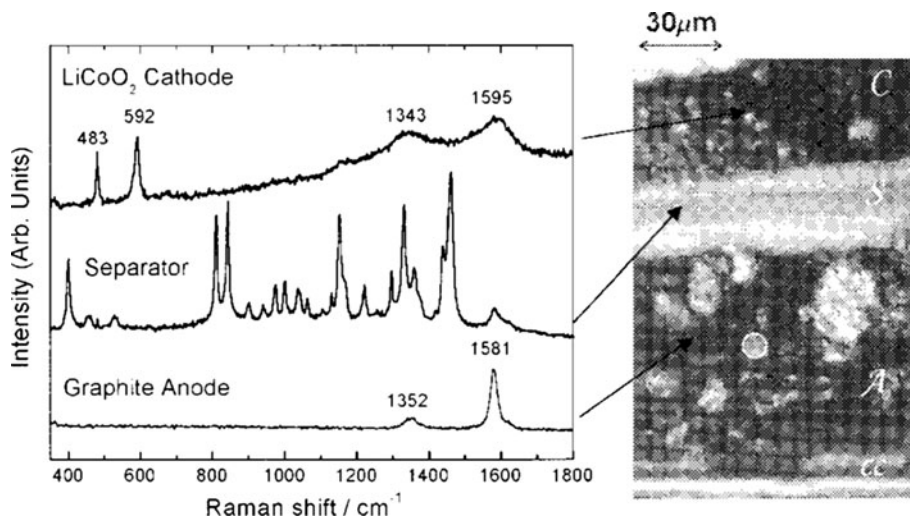 30μm
LiCoO2 Cathode
483
592
1343
1595
Separator
Graphite Anode
1352
1581
Intensity (Arb. Units)
400 600 800 1000 1200 1400 1600 1800
Raman shift / cm-1
C
S
A
cc